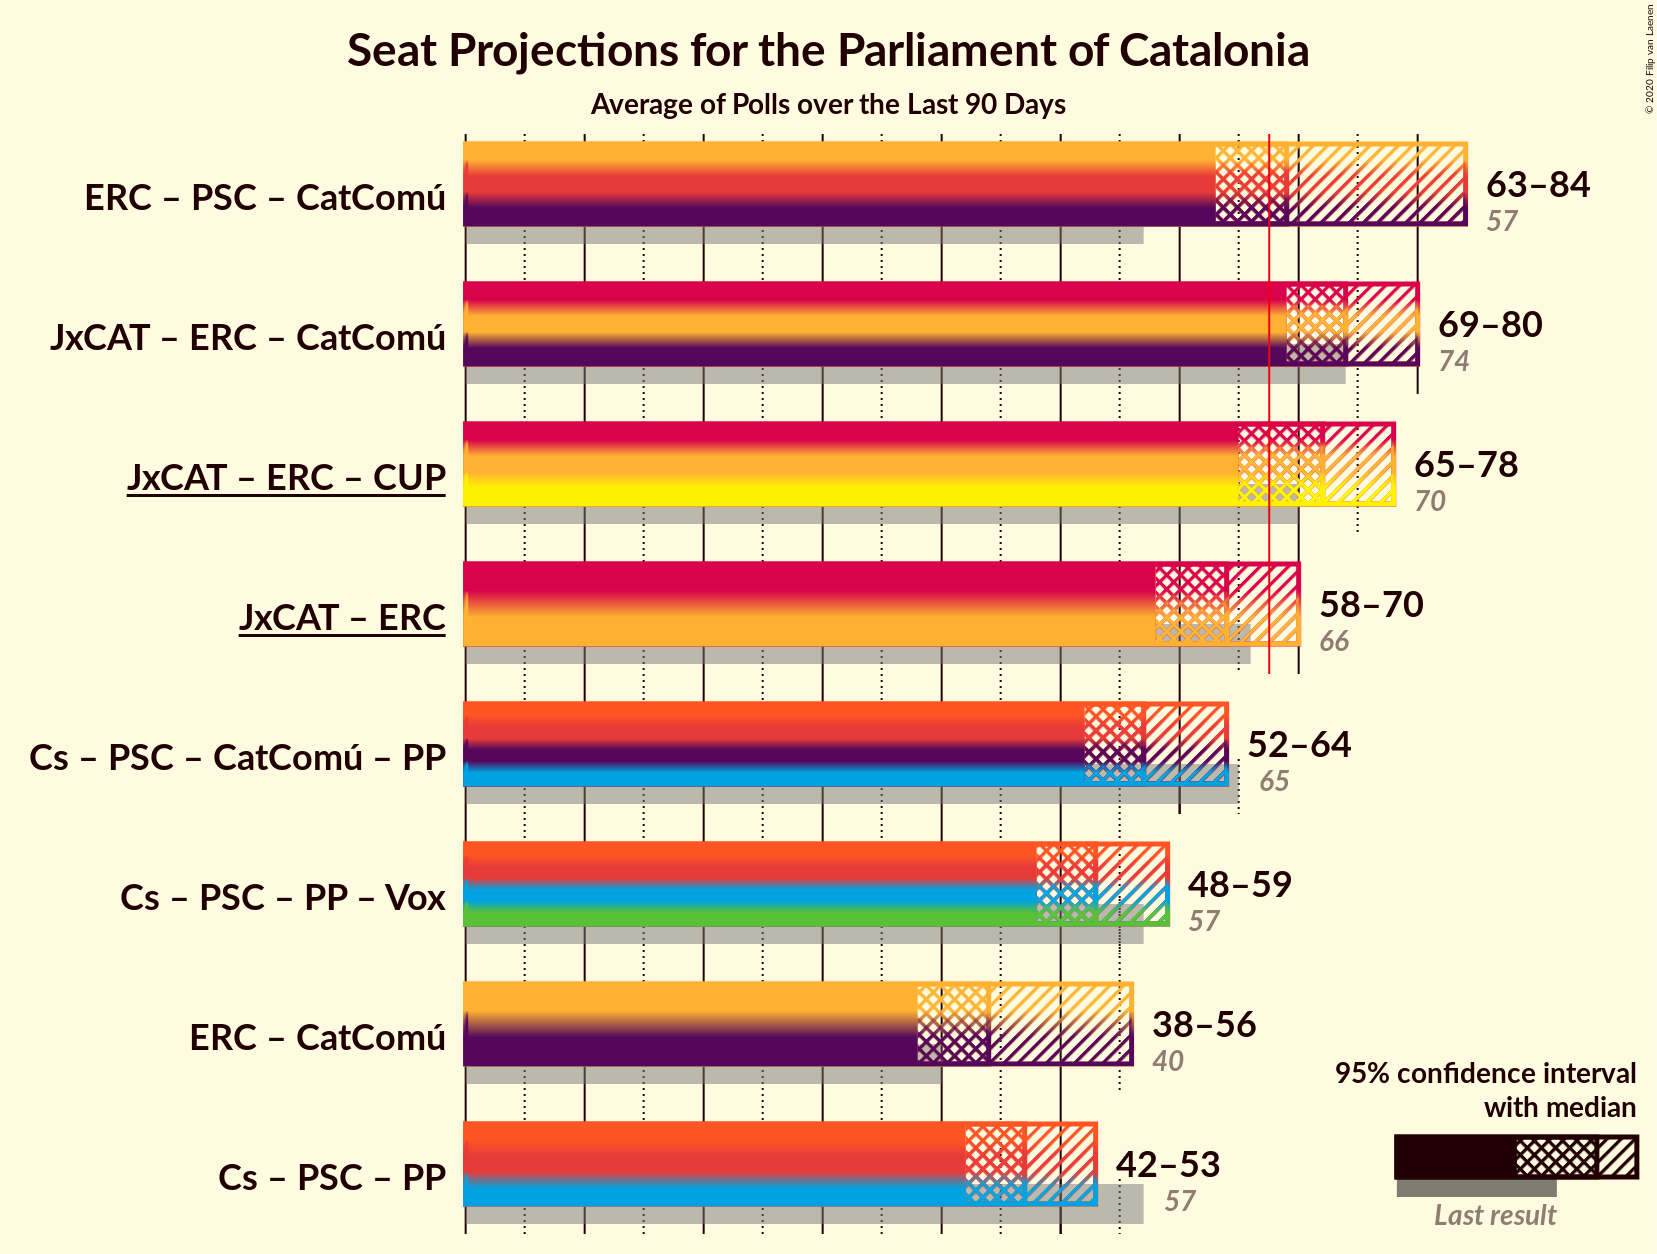 Seat Projections for the Parliament of Catalonia
Average of Polls over the Last 90 Days
© 2020 Filip van Laenen
ERC – PSC – CatComú
63–84
57
JxCAT – ERC – CatComú
69–80
74
JxCAT – ERC – CUP
65–78
70
JxCAT – ERC
58–70
66
Cs – PSC – CatComú – PP
52–64
65
Cs – PSC – PP – Vox
48–59
57
ERC – CatComú
38–56
40
Cs – PSC – PP
42–53
57
95% confidence interval
with median
Last result